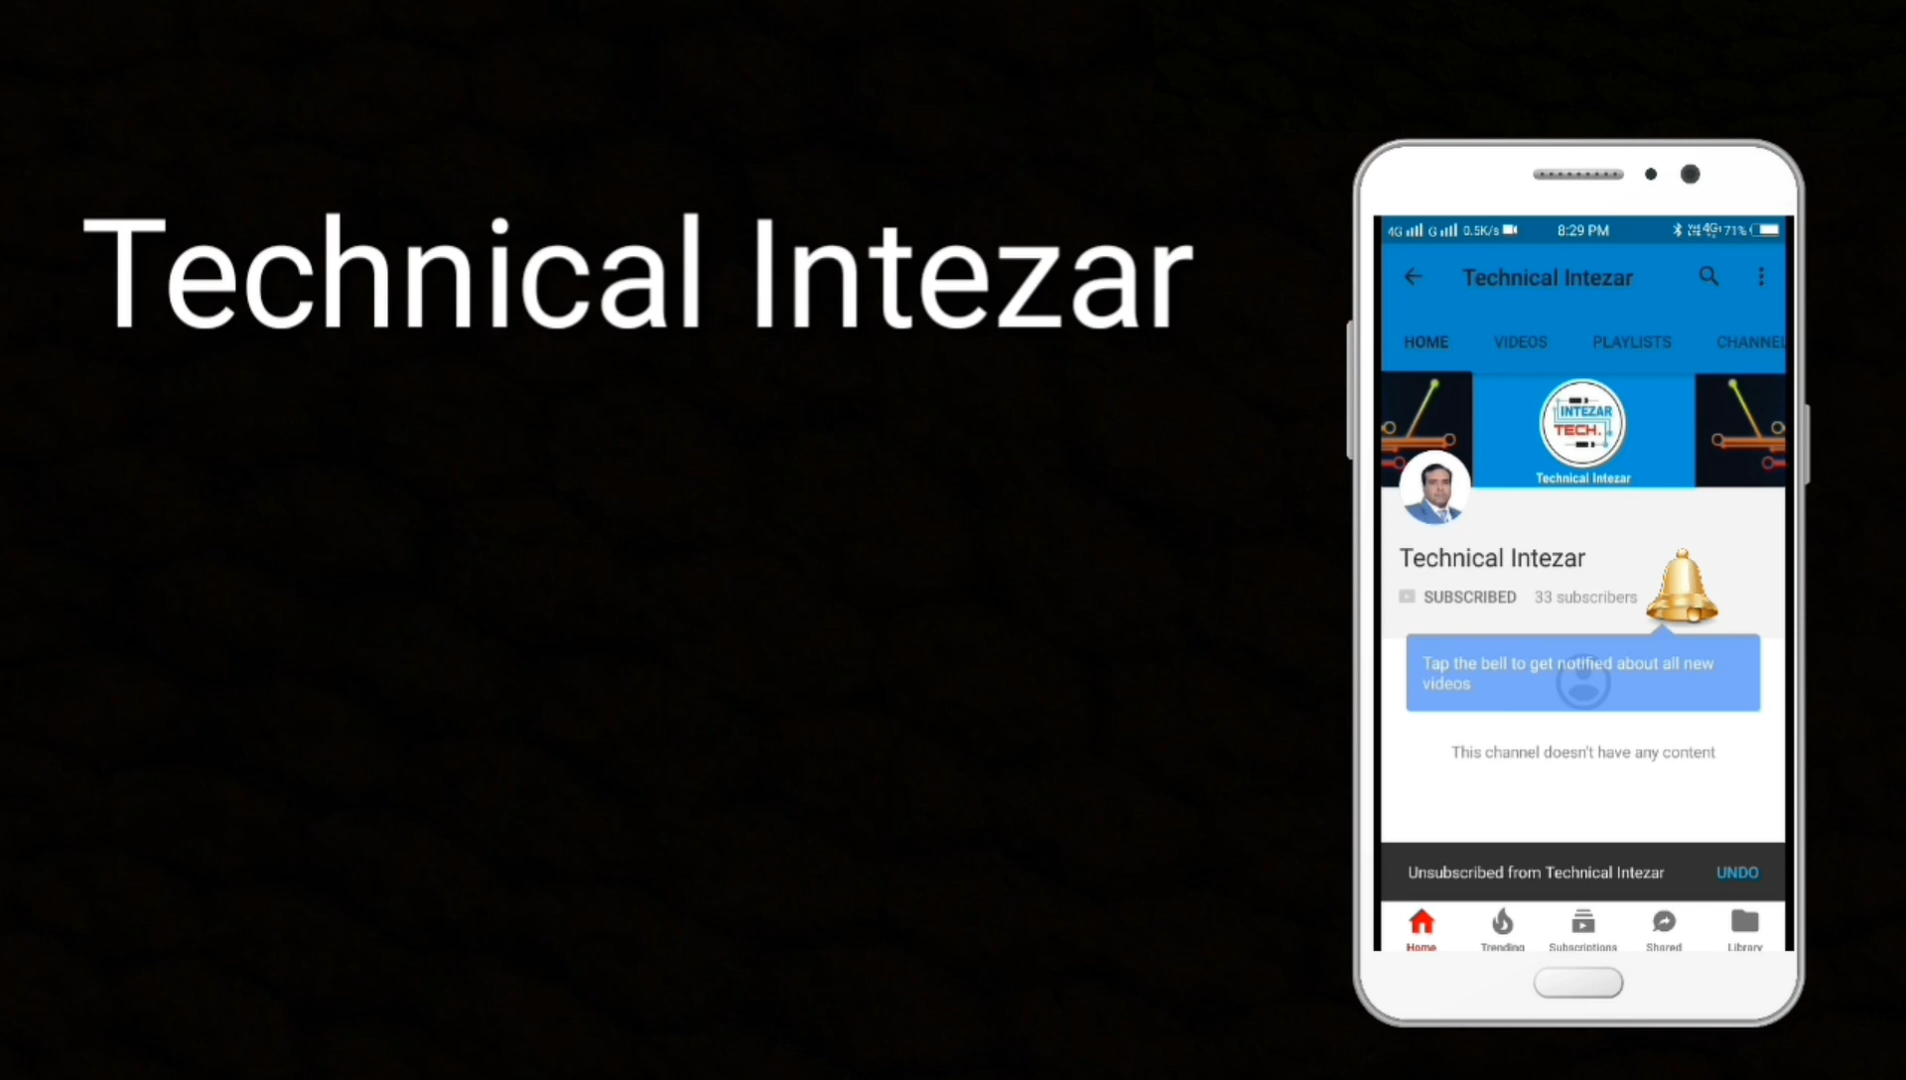 Technical Intezar
4G G 0.5K/s 8:29 PM 4G 71%
Technical Intezar
HOME VIDEOS PLAYLISTS CHANNEL
INTEZAR
TECH.
Technical Intezar
Technical Intezar
SUBSCRIBED 33 subscribers
Tap the bell to get notified about all new
videos
This channel doesn't have any content
Unsubscribed from Technical Intezar UNDO
Home Trending Subscriptions Shared Library